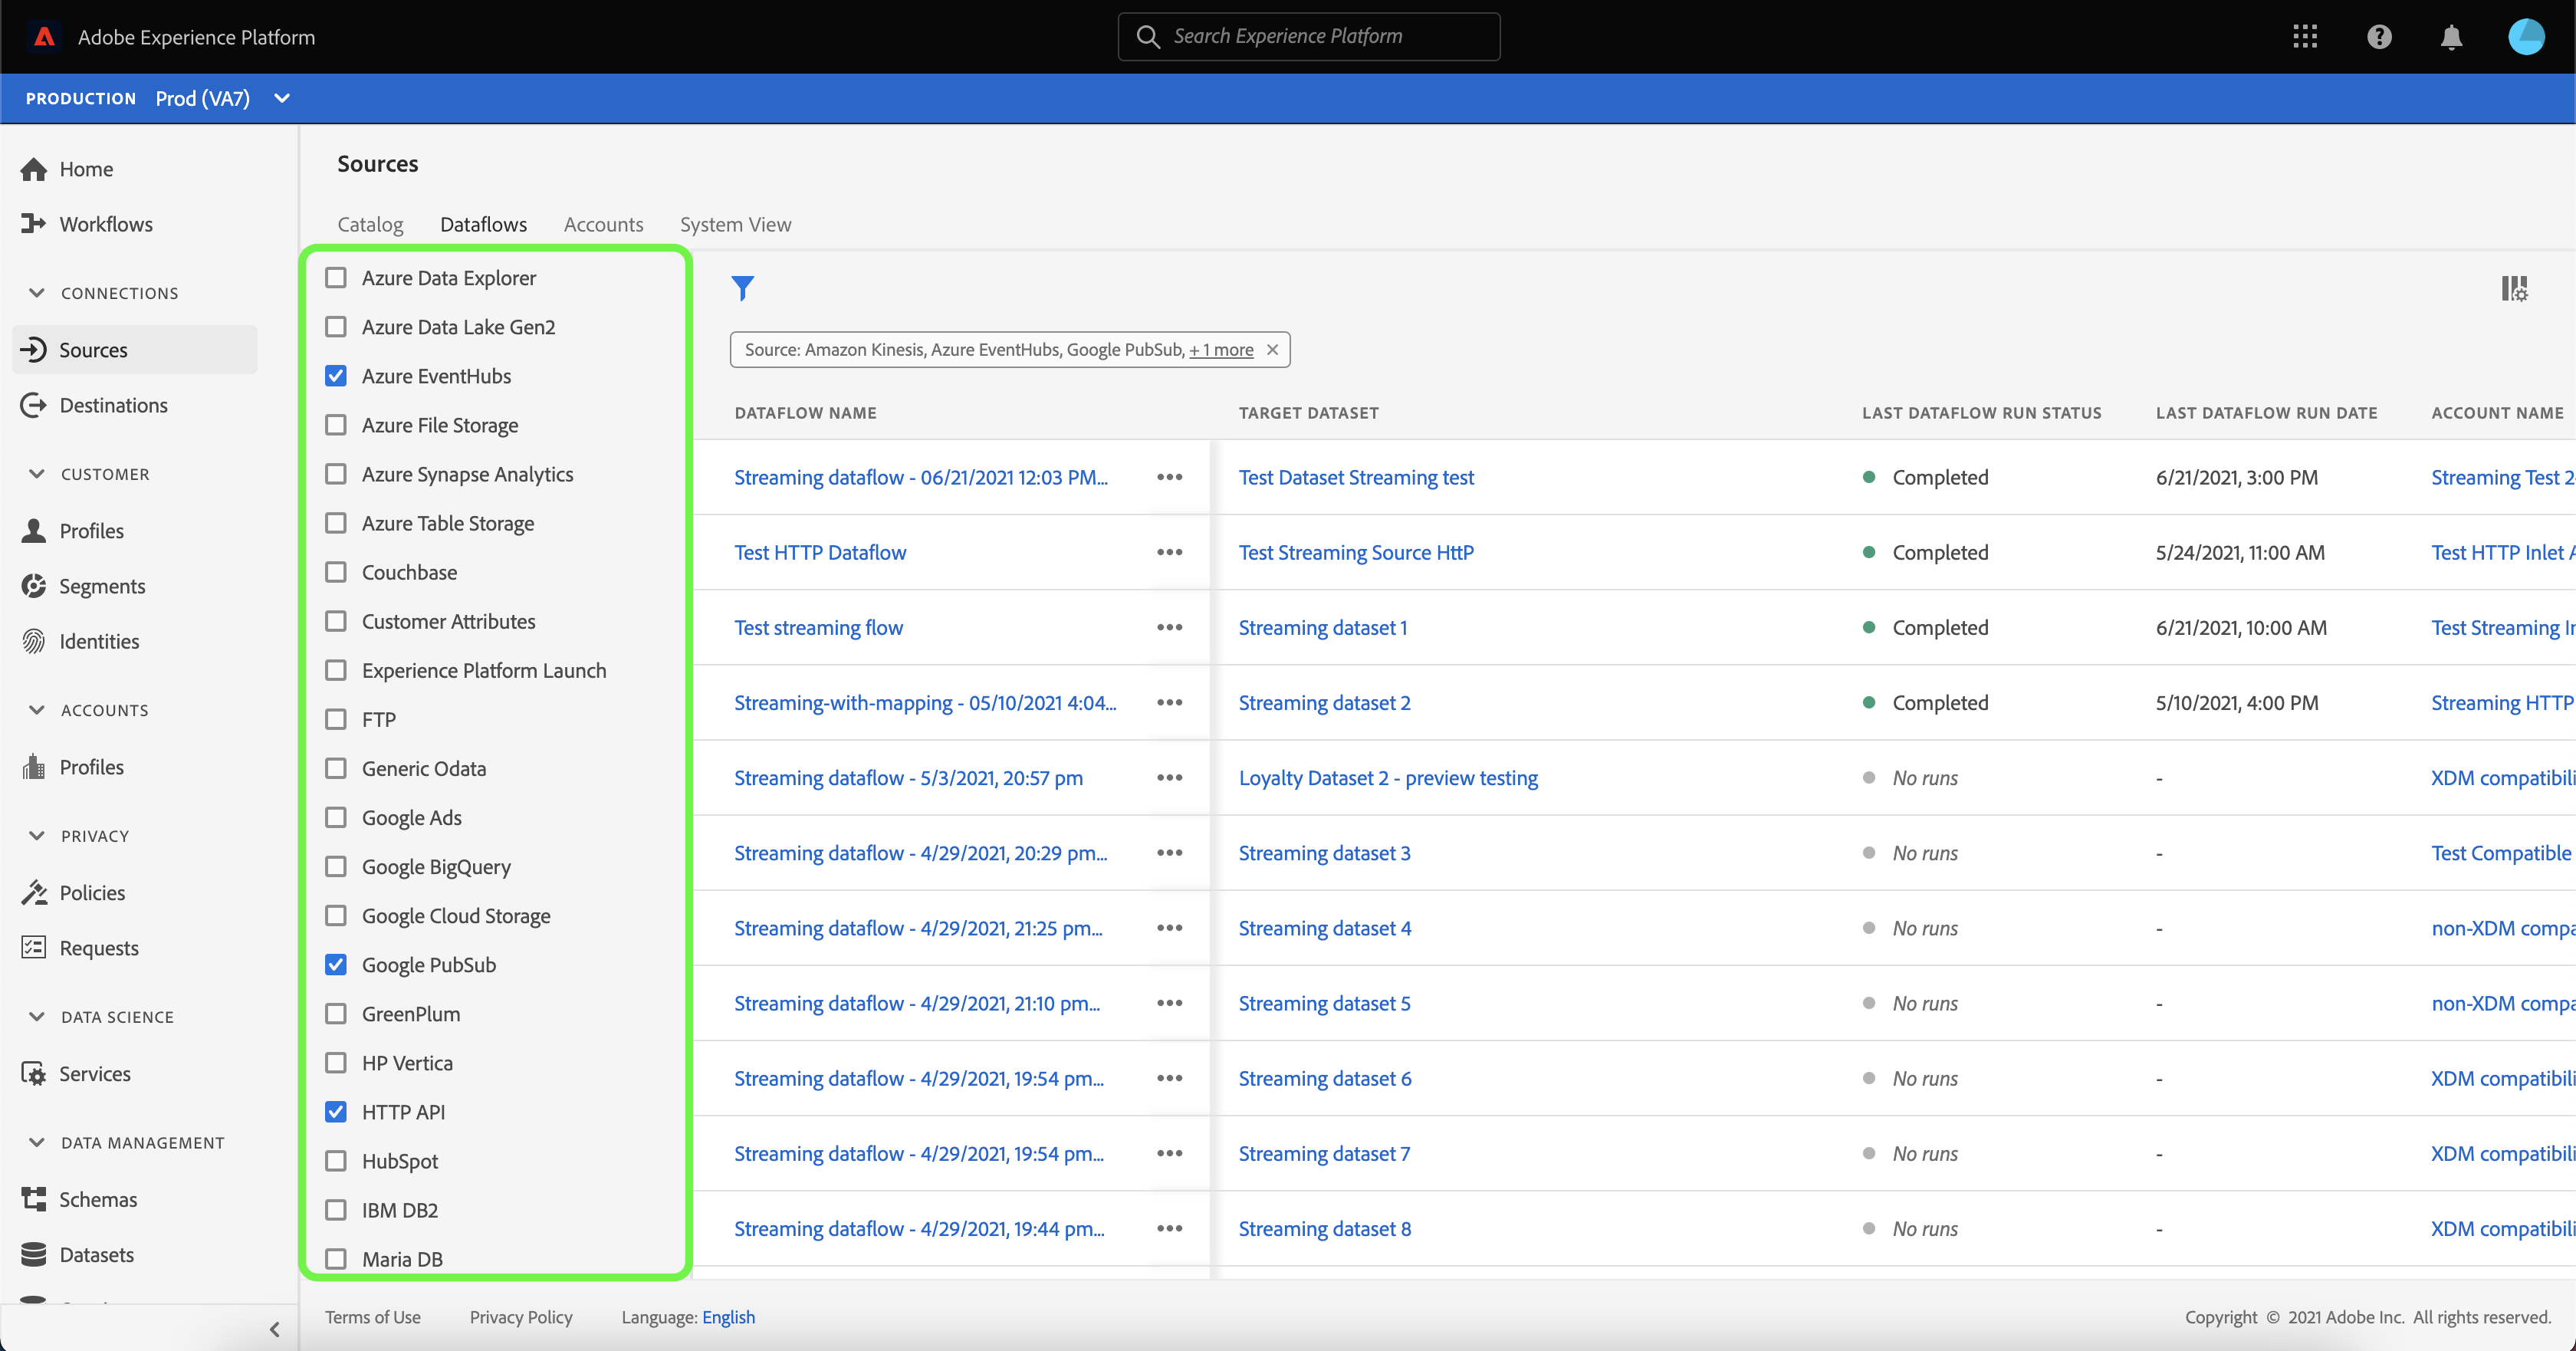 Adobe Experience Platform
Search Experience Platform
PRODUCTION Prod (VA7)
Home
Workflows
CONNECTIONS
Sources
Destinations
CUSTOMER
Profiles
Segments
Identities
ACCOUNTS
Profiles
PRIVACY
Policies
Requests
DATA SCIENCE
Services
DATA MANAGEMENT
Schemas
Datasets
Sources
Catalog Dataflows Accounts System View
Azure Data Explorer
Azure Data Lake Gen2
Azure EventHubs
Azure File Storage
Azure Synapse Analytics
Azure Table Storage
Couchbase
Customer Attributes
Experience Platform Launch
FTP
Generic Odata
Google Ads
Google BigQuery
Google Cloud Storage
Google PubSub
GreenPlum
HP Vertica
HTTP API
HubSpot
IBM DB2
Maria DB
Source: Amazon Kinesis, Azure EventHubs, Google PubSub, + 1 more
DATAFLOW NAME TARGET DATASET LAST DATAFLOW RUN STATUS LAST DATAFLOW RUN DATE ACCOUNT NAME
Streaming dataflow - 06/21/2021 12:03 PM... Test Dataset Streaming test Completed 6/21/2021, 3:00 PM Streaming Test 2
Test HTTP Dataflow Test Streaming Source HttP Completed 5/24/2021, 11:00 AM Test HTTP Inlet A
Test streaming flow Streaming dataset 1 Completed 6/21/2021, 10:00 AM Test Streaming In
Streaming-with-mapping - 05/10/2021 4:04... Streaming dataset 2 Completed 5/10/2021, 4:00 PM Streaming HTTP
Streaming dataflow - 5/3/2021, 20:57 pm Loyalty Dataset 2 - preview testing No runs - XDM compatibili
Streaming dataflow - 4/29/2021, 20:29 pm... Streaming dataset 3 No runs - Test Compatible
Streaming dataflow - 4/29/2021, 21:25 pm... Streaming dataset 4 No runs - non-XDM compa
Streaming dataflow - 4/29/2021, 21:10 pm... Streaming dataset 5 No runs - non-XDM compa
Streaming dataflow - 4/29/2021, 19:54 pm... Streaming dataset 6 No runs - XDM compatibili
Streaming dataflow - 4/29/2021, 19:54 pm... Streaming dataset 7 No runs - XDM compatibili
Streaming dataflow - 4/29/2021, 19:44 pm... Streaming dataset 8 No runs - XDM compatibili
Terms of Use Privacy Policy Language: English Copyright © 2021 Adobe Inc. All rights reserved.